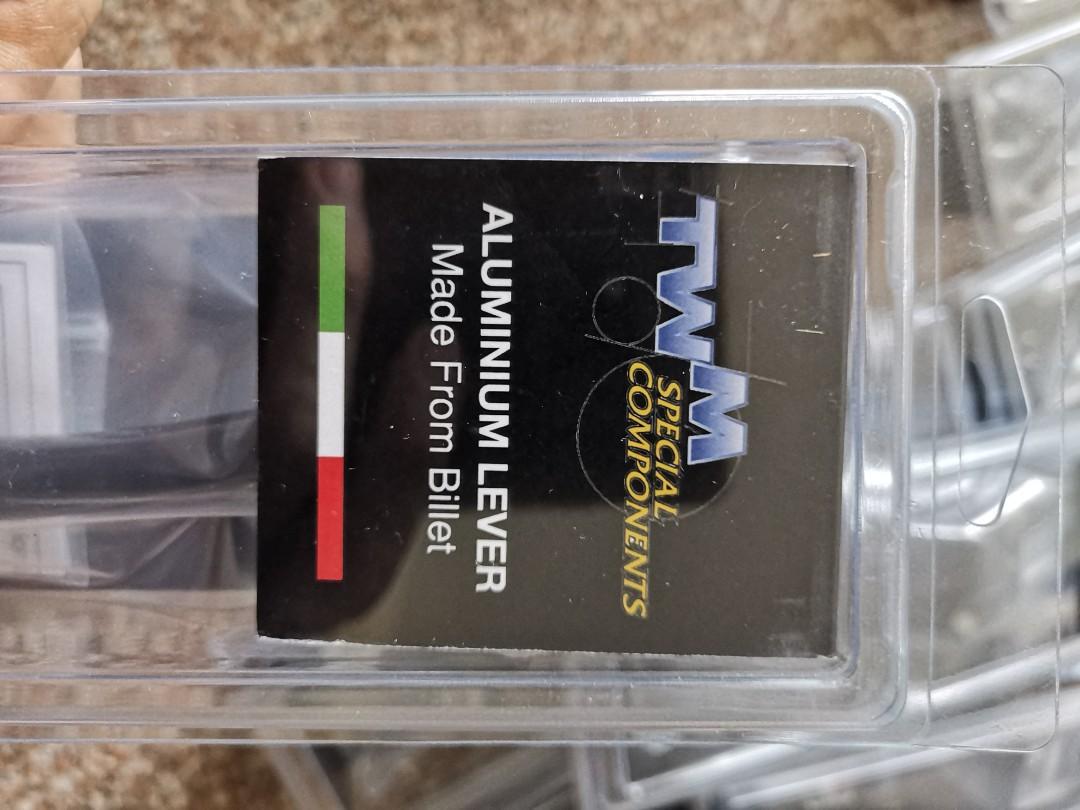 TWM
SPECIAL
COMPONENTS
ALUMINIUM LEVER
Made From Billet